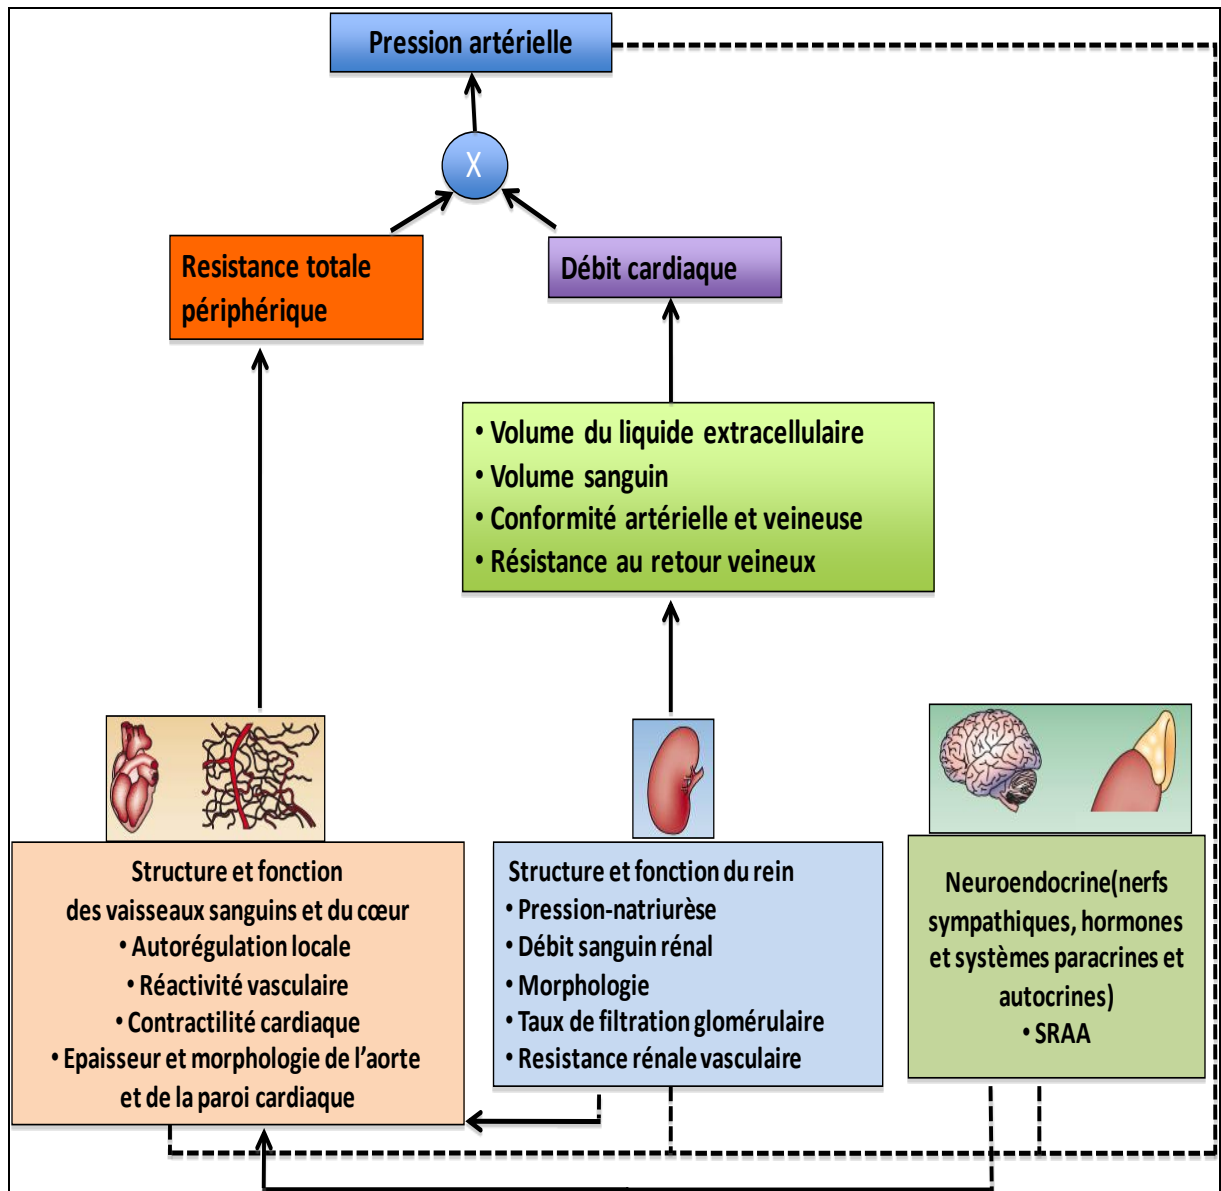 Pression artérielle
X
Resistance totale
périphérique
Débit cardiaque
• Volume du liquide extracellulaire
• Volume sanguin
• Conformité artérielle et veineuse
• Résistance au retour veineux
Structure et fonction
des vaisseaux sanguins et du cœur
• Autorégulation locale
• Réactivité vasculaire
• Contractilité cardiaque
• Epaisseur et morphologie de l'aorte
et de la paroi cardiaque
Structure et fonction du rein
• Pression-natriurèse
• Débit sanguin rénal
• Morphologie
• Taux de filtration glomérulaire
• Resistance rénale vasculaire
Neuroendocrine(nerfs
sympathiques, hormones
et systèmes paracrines et
autocrines)
• SRAA